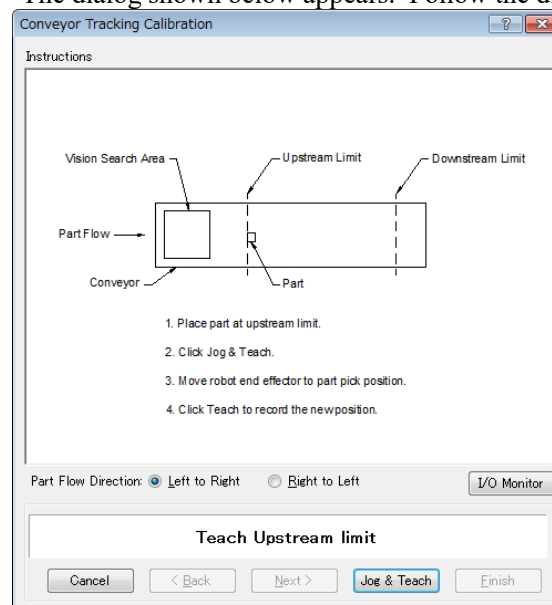 The dialog shown below appears. Follow the di
Conveyor Tracking Calibration
Instructions
Vision Search Area
Upstream Limit
Downstream Limit
Part Flow
Conveyor
Part
1. Place part at upstream limit.
2. Click Jog & Teach.
3. Move robot end effector to part pick position.
4. Click Teach to record the new position.
Part Flow Direction: Left to Right Right to Left I/O Monitor
Teach Upstream limit
Cancel < Back Next > Jog & Teach Finish